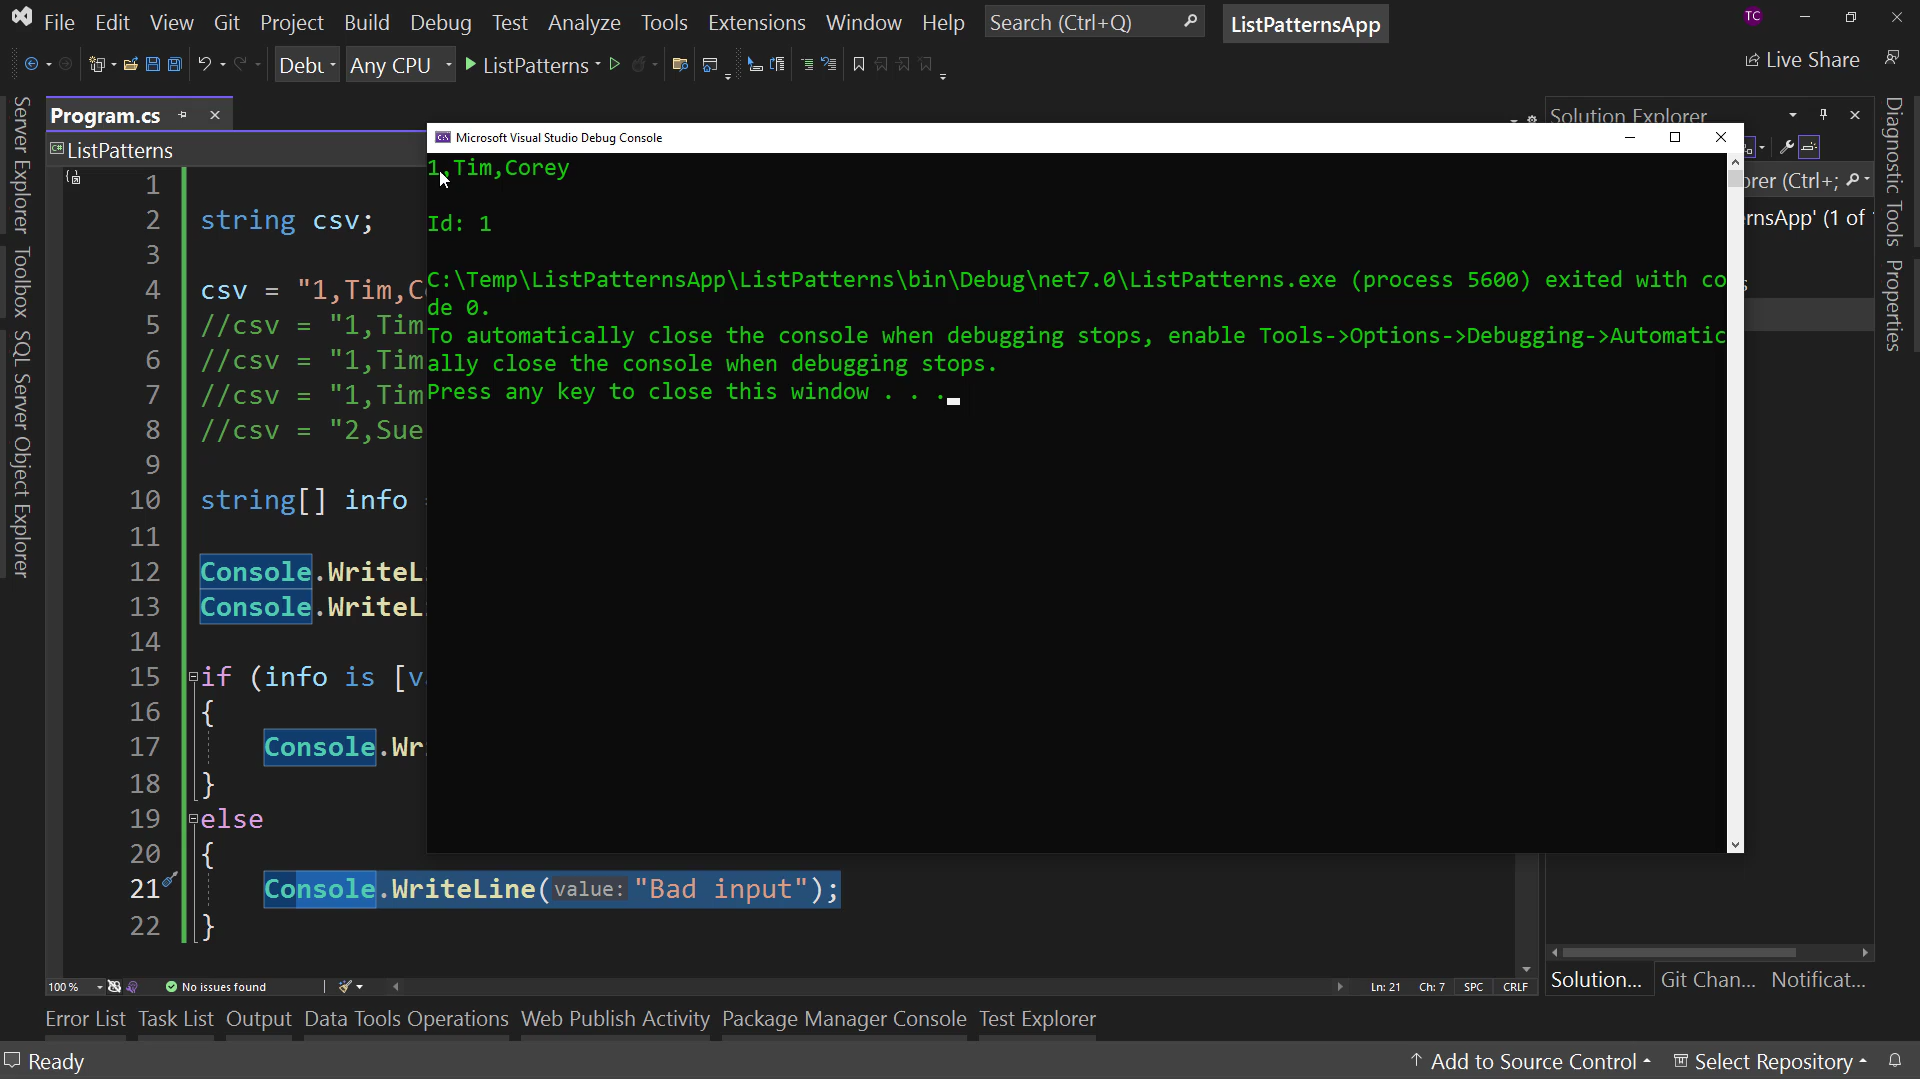 File Edit View Git Project Build Debug Test Analyze Tools Extensions Window Help Search (Ctrl+Q) ListPatternsApp TC
Debu Any CPU ListPatterns Live Share
Program.cs
ListPatterns
Server Explorer
Toolbox
SQL Server Object Explorer
1
2 string csv;
3
4 csv = "1,Tim,C
5 //csv = "1,Tim
6 //csv = "1,Tim
7 //csv = "1,Tim
8 //csv = "2,Sue
9
10 string[] info
11
12 Console.WriteL
13 Console.WriteL
14
15 if (info is [v
16 {
17 Console.Wr
18 }
19 else
20 {
21 Console.WriteLine(value: "Bad input");
22 }
Microsoft Visual Studio Debug Console
1,Tim,Corey
Id: 1
C:\Temp\ListPatternsApp\ListPatterns\bin\Debug\net7.0\ListPatterns.exe (process 5600) exited with co
de 0.
To automatically close the console when debugging stops, enable Tools->Options->Debugging->Automatic
ally close the console when debugging stops.
Press any key to close this window . . .
Solution Explorer
orer (Ctrl+;
rnsApp' (1 of
s
Diagnostic Tools
Properties
100 % No issues found Ln: 21 Ch: 7 SPC CRLF
Solution... Git Chan... Notificat...
Error List Task List Output Data Tools Operations Web Publish Activity Package Manager Console Test Explorer
Ready Add to Source Control Select Repository